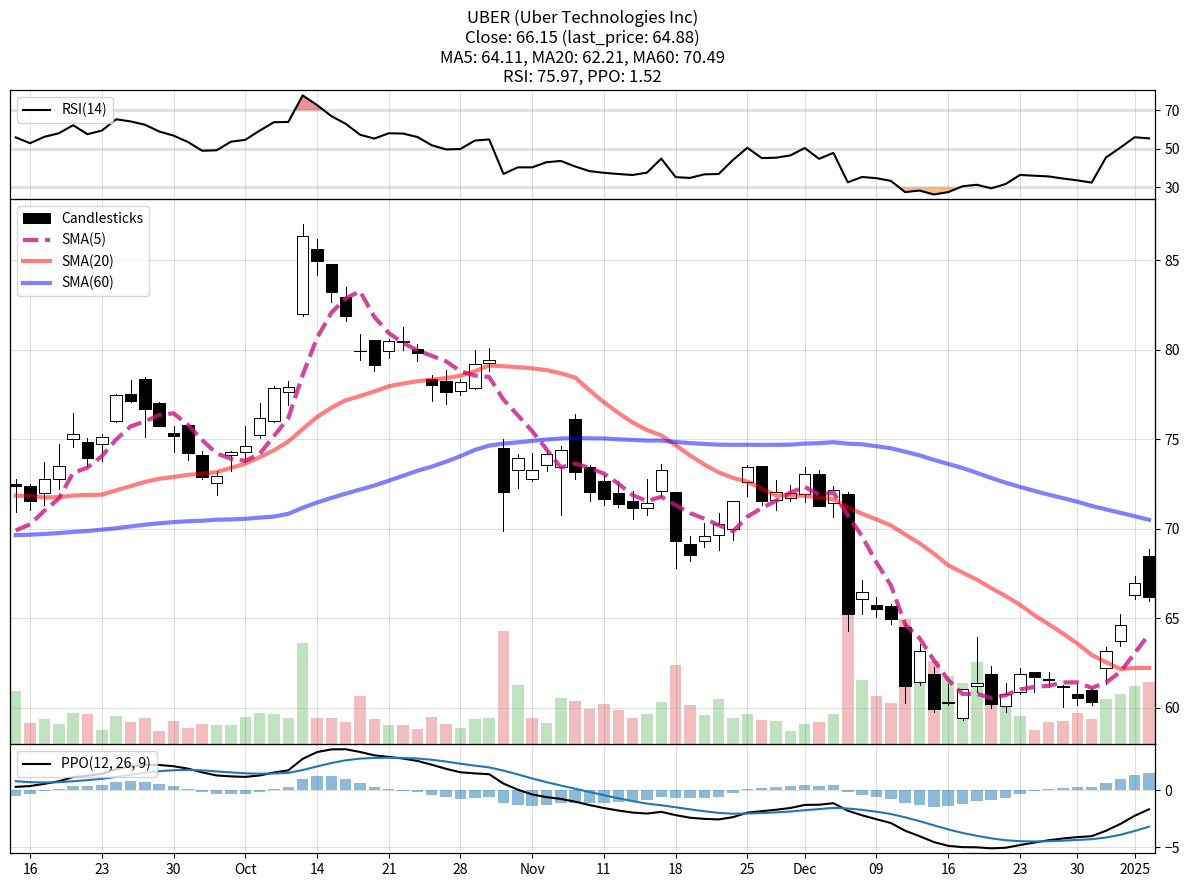 UBER (Uber Technologies Inc)
Close: 66.15 (last_price: 64.88)
MA5: 64.11, MA20: 62.21, MA60: 70.49
RSI: 75.97, PPO: 1.52
RSI(14)
70
50
30
Candlesticks
SMA(5)
SMA(20)
SMA(60)
85
80
75
70
65
60
PPO(12, 26, 9)
0
−5
16 23 30 Oct 14 21 28 Nov 11 18 25 Dec 09 16 23 30 2025